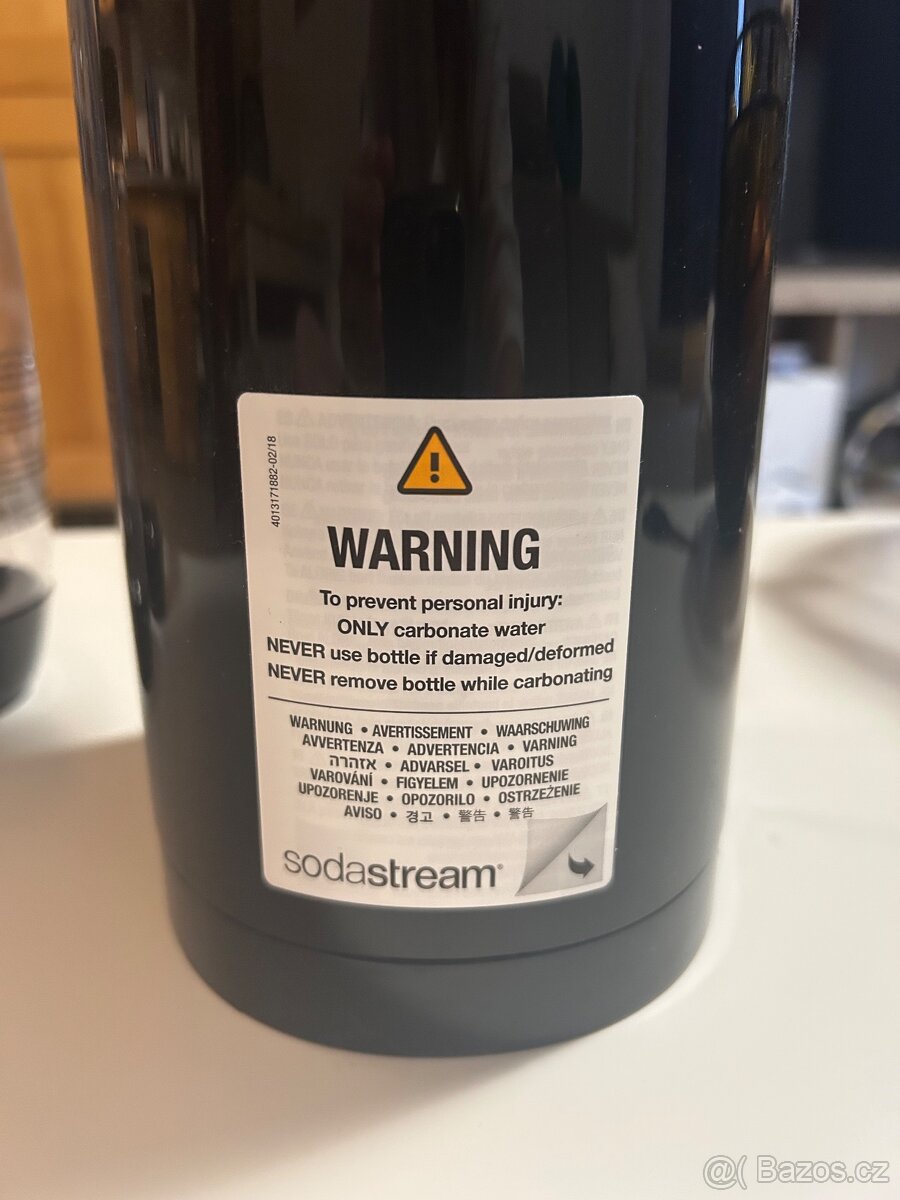 4013171882-02/18
WARNING
To prevent personal injury:
ONLY carbonate water
NEVER use bottle if damaged/deformed
NEVER remove bottle while carbonating
WARNUNG • AVERTISSEMENT • WAARSCHUWING
AVVERTENZA • ADVERTENCIA • VARNING
אזהרה • ADVARSEL • VAROITUS
VAROVÁNÍ • FIGYELEM • UPOZORNENIE
UPOZORENJE • OPOZORILO • OSTRZEŻENIE
AVISO • 경고 • 警告 • 警告
sodastream®
@( Bazos.cz